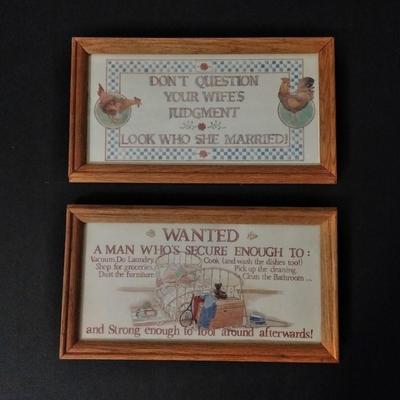 DON'T QUESTION
YOUR WIFE'S
JUDGMENT
LOOK WHO SHE MARRIED!
WANTED
A MAN WHO'S SECURE ENOUGH TO:
Vacuum, Do Laundry, Cook (and wash the dishes too!)
Shop for groceries, Pick up the cleaning,
Dust the Furniture Clean the Bathroom ...
and Strong enough to fool around afterwards!